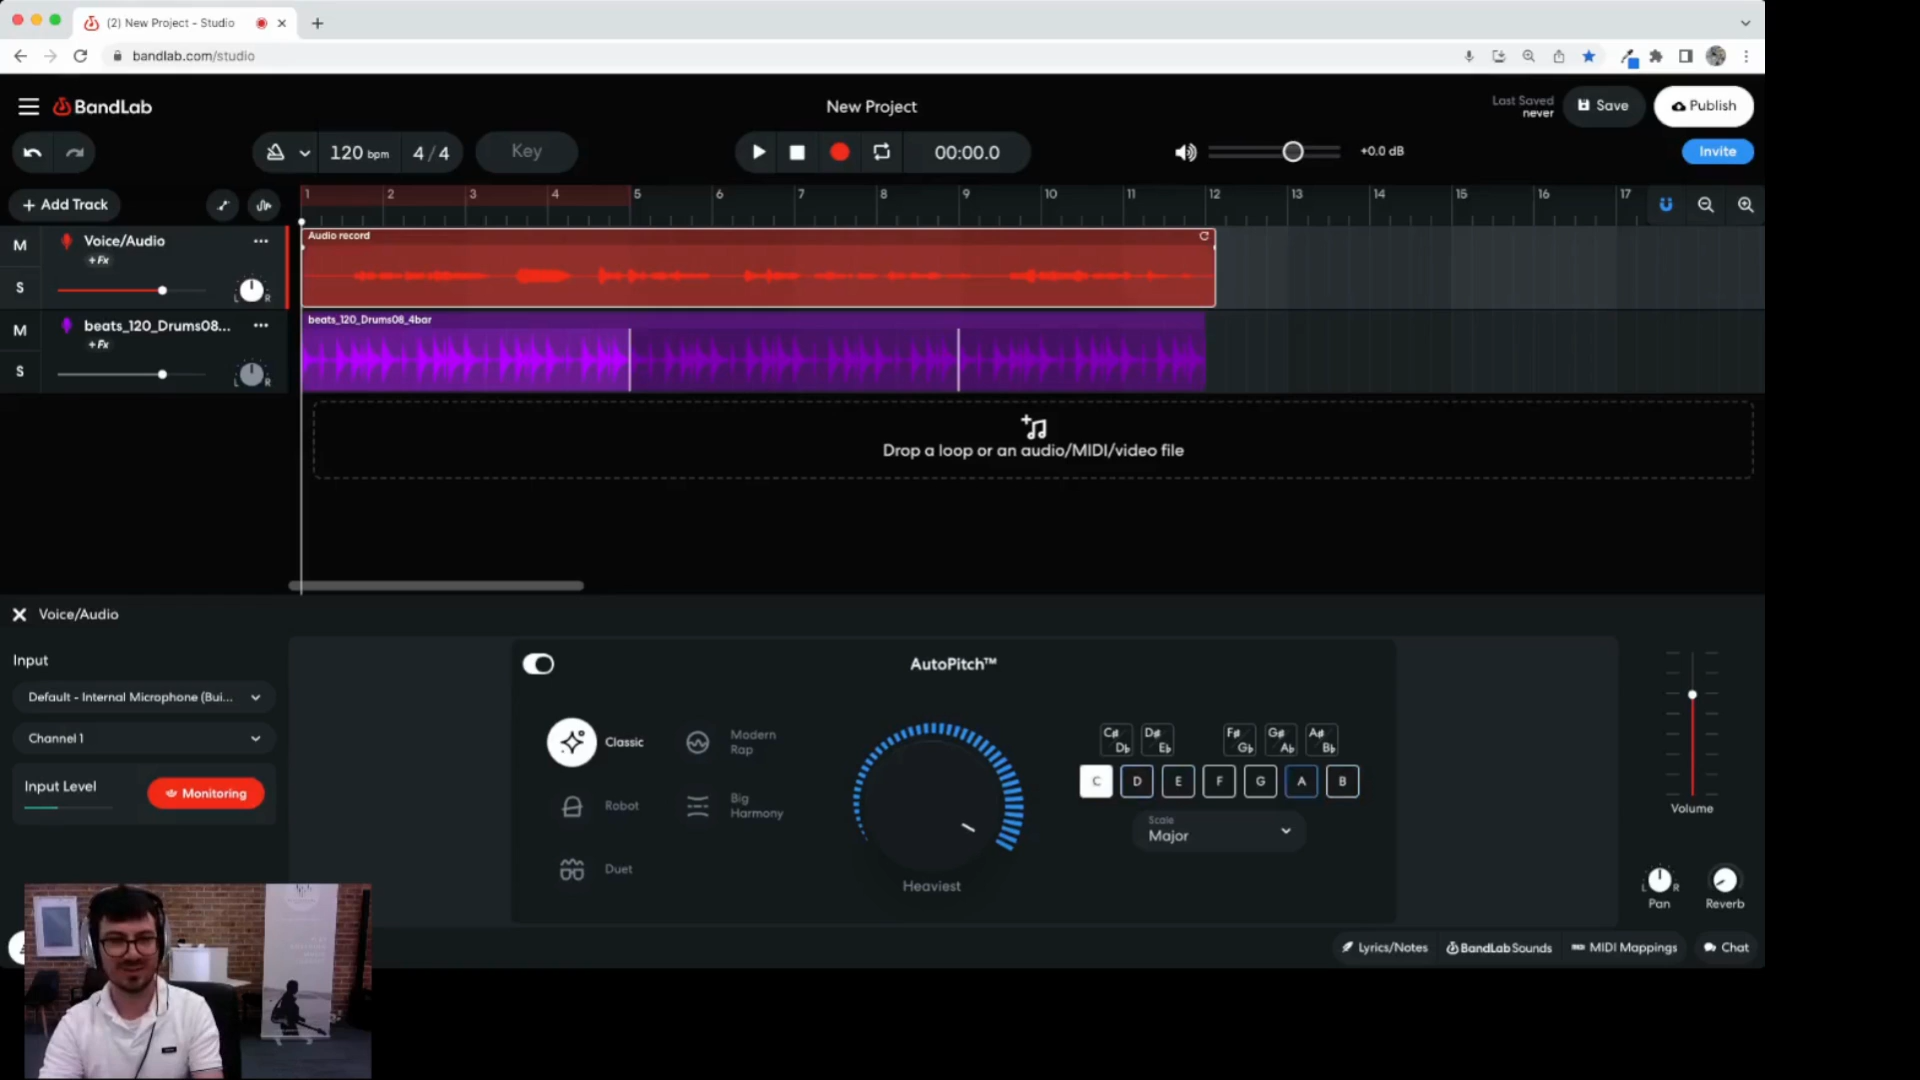 (2) New Project - Studio
bandlab.com/studio
BandLab
New Project
Last Saved
never
Save
Publish
120 bpm
4/4
Key
00:00.0
+0.0 dB
Invite
+ Add Track
1 2 3 4 5 6 7 8 9 10 11 12 13 14 15 16 17
M
Voice/Audio
+Fx
S
L R
Audio record
M
beats_120_Drums08...
+Fx
S
L R
beats_120_Drums08_4bar
Drop a loop or an audio/MIDI/video file
Voice/Audio
Input
Default - Internal Microphone (Bui...
Channel 1
Input Level
Monitoring
AutoPitch™
Classic
Modern
Rap
Robot
Big
Harmony
Duet
Heaviest
C# Db D# Eb F# Gb G# Ab A# Bb
C D E F G A B
Scale
Major
Volume
L R
Pan
Reverb
Lyrics/Notes
BandLab Sounds
MIDI Mappings
Chat